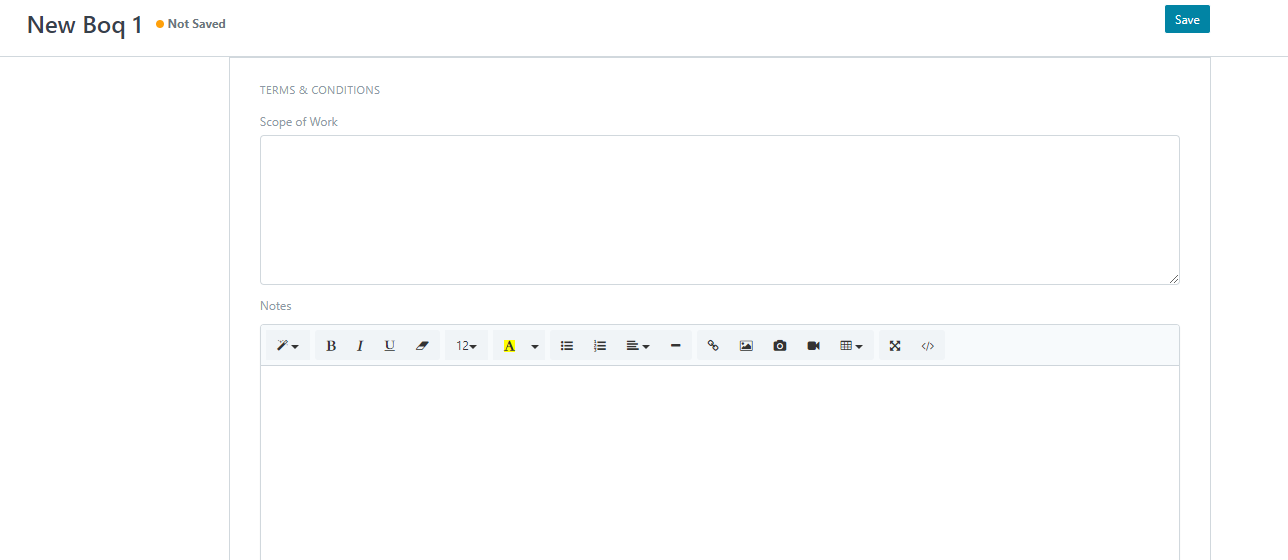 New Boq 1 Not Saved Save
TERMS & CONDITIONS
Scope of Work
Notes
B I U 12 A </>